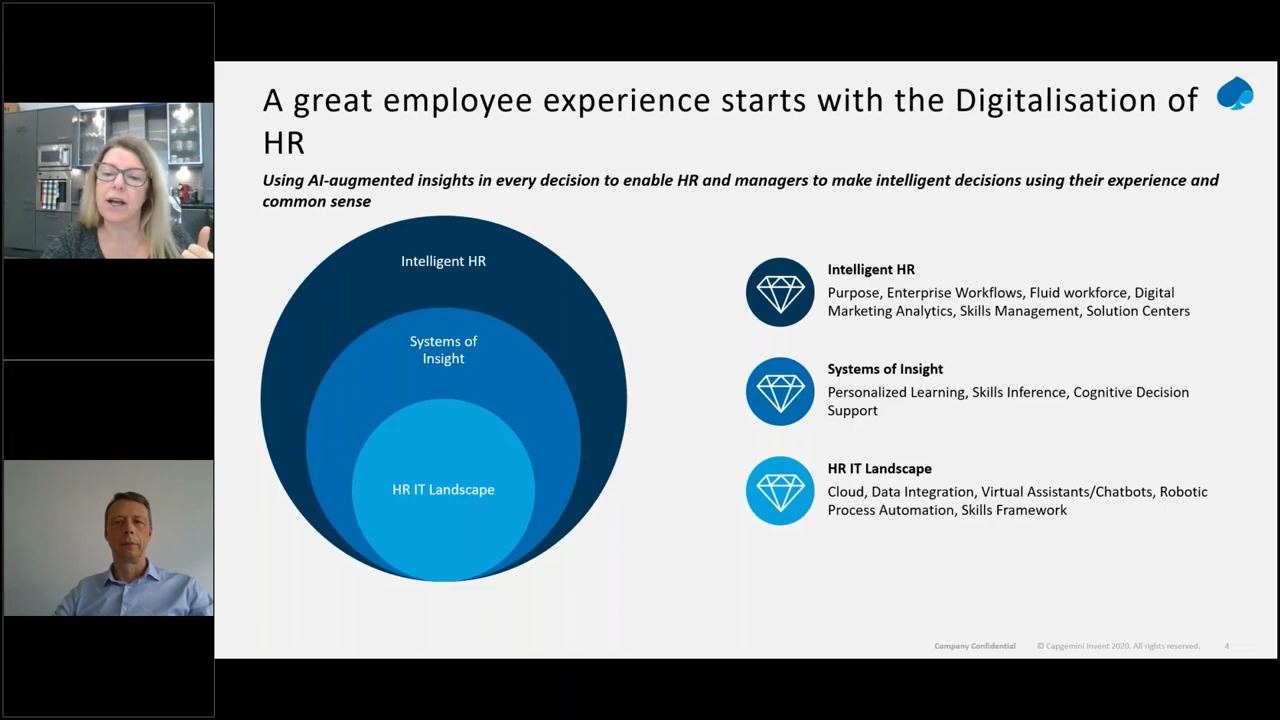 A great employee experience starts with the Digitalisation of
HR
Using AI-augmented insights in every decision to enable HR and managers to make intelligent decisions using their experience and
common sense
Intelligent HR
Systems of
Insight
HR IT Landscape
Intelligent HR
Purpose, Enterprise Workflows, Fluid workforce, Digital
Marketing Analytics, Skills Management, Solution Centers
Systems of Insight
Personalized Learning, Skills Inference, Cognitive Decision
Support
HR IT Landscape
Cloud, Data Integration, Virtual Assistants/Chatbots, Robotic
Process Automation, Skills Framework
Company Confidential © Capgemini Invent 2020. All rights reserved. 4